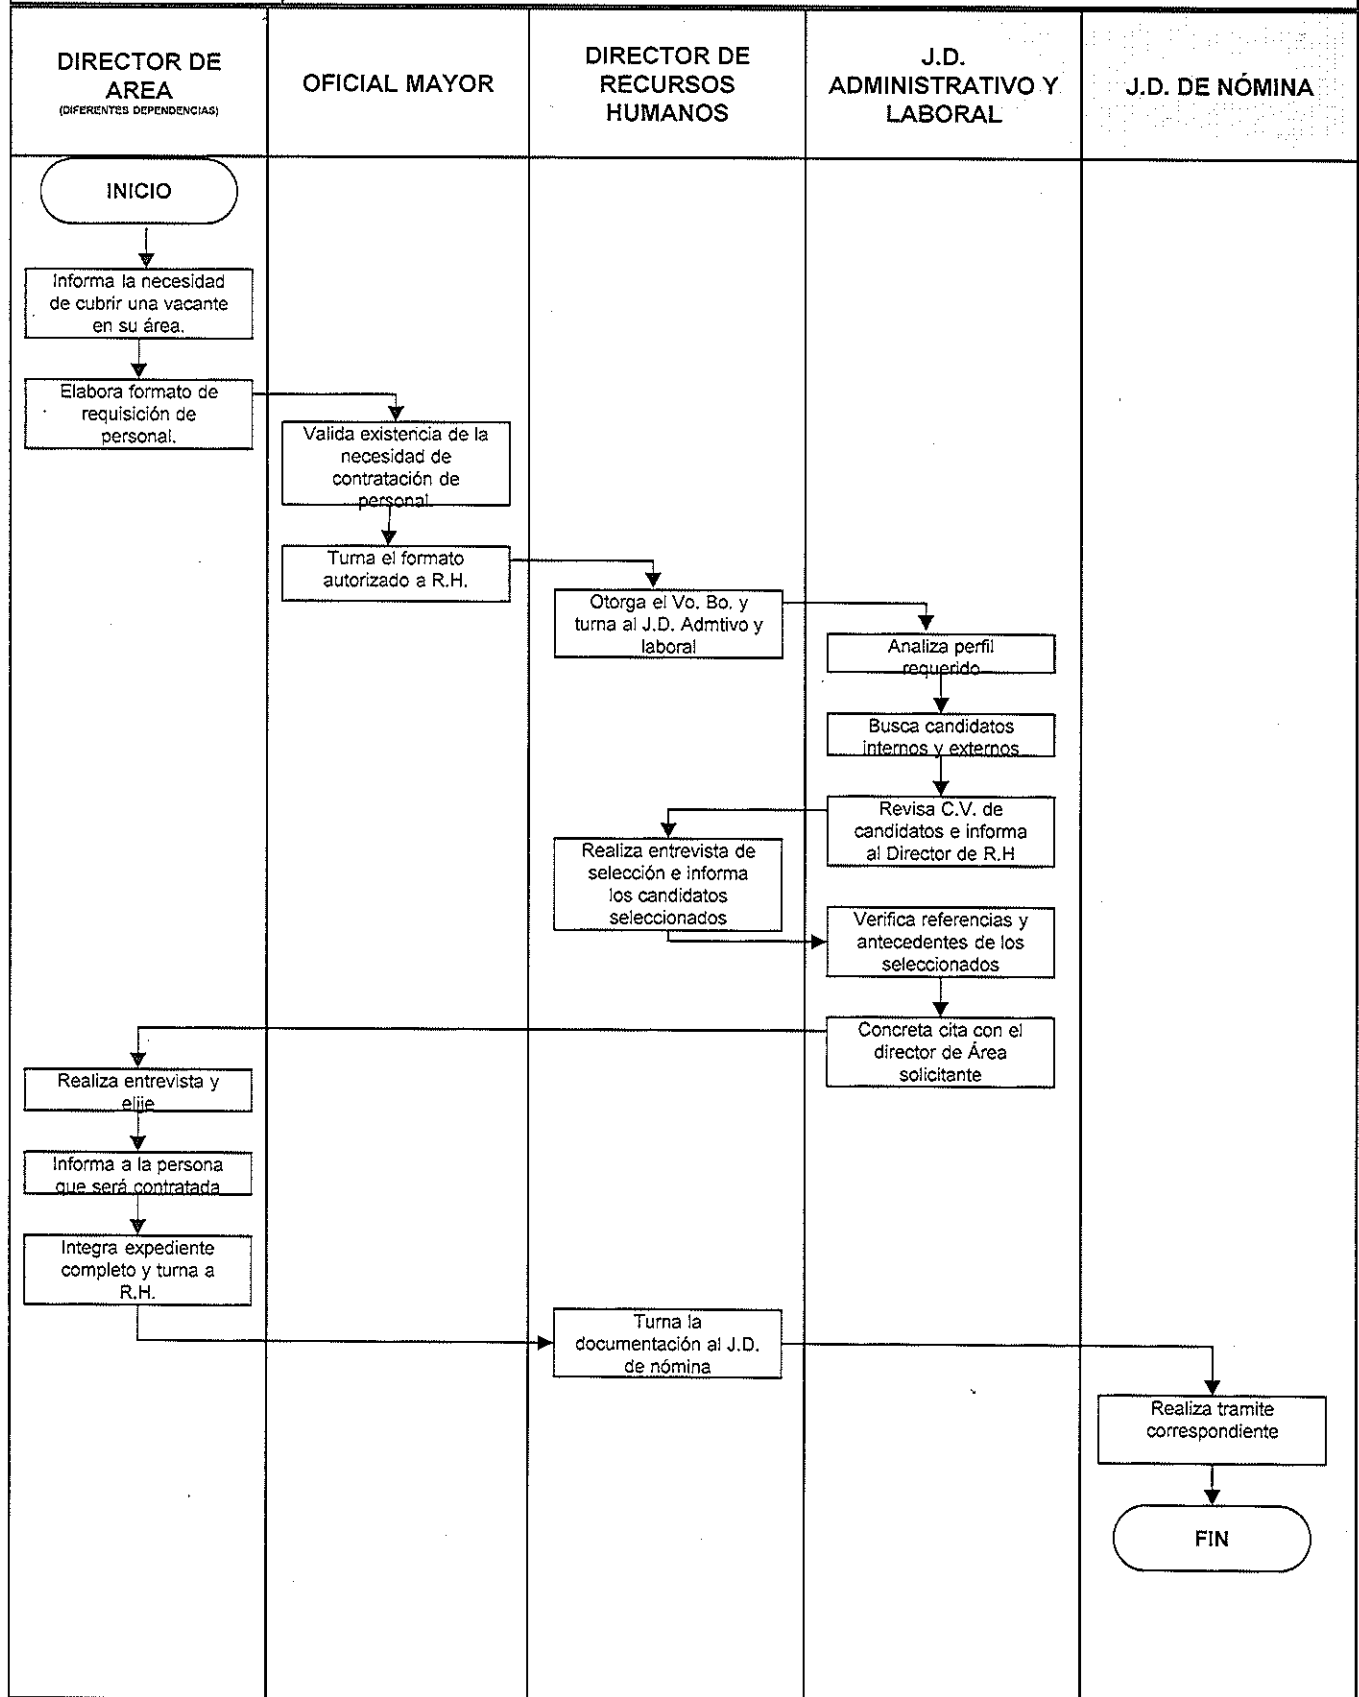 DIRECTOR DE
AREA
(DIFERENTES DEPENDENCIAS)
OFICIAL MAYOR
DIRECTOR DE
RECURSOS
HUMANOS
J.D.
ADMINISTRATIVO Y
LABORAL
J.D. DE NÓMINA
INICIO
Informa la necesidad
de cubrir una vacante
en su área.
Elabora formato de
requisición de
personal.
Valida existencia de la
necesidad de
contratación de
personal.
Turna el formato
autorizado a R.H.
Otorga el Vo. Bo. y
turna al J.D. Admtivo y
laboral
Analiza perfil
requerido
Busca candidatos
internos y externos
Revisa C.V. de
candidatos e informa
al Director de R.H
Realiza entrevista de
selección e informa
los candidatos
seleccionados
Verifica referencias y
antecedentes de los
seleccionados
Concreta cita con el
director de Área
solicitante
Realiza entrevista y
elije
Informa a la persona
que será contratada
Integra expediente
completo y turna a
R.H.
Turna la
documentación al J.D.
de nómina
Realiza tramite
correspondiente
FIN